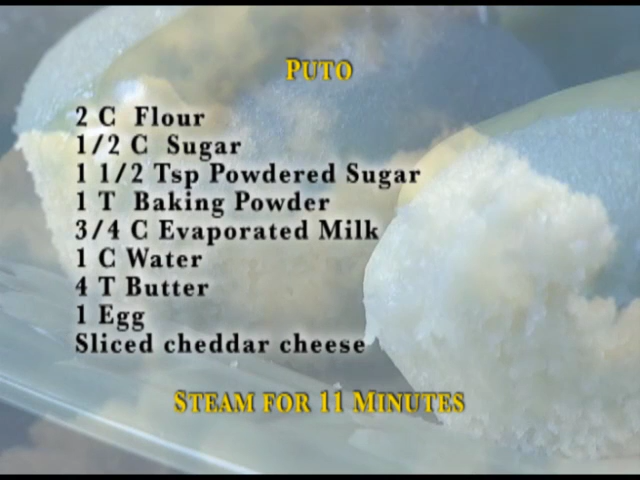 PUTO
2 C Flour
1/2 C Sugar
1 1/2 Tsp Powdered Sugar
1 T Baking Powder
3/4 C Evaporated Milk
1 C Water
4 T Butter
1 Egg
Sliced cheddar cheese
STEAM FOR 11 MINUTES